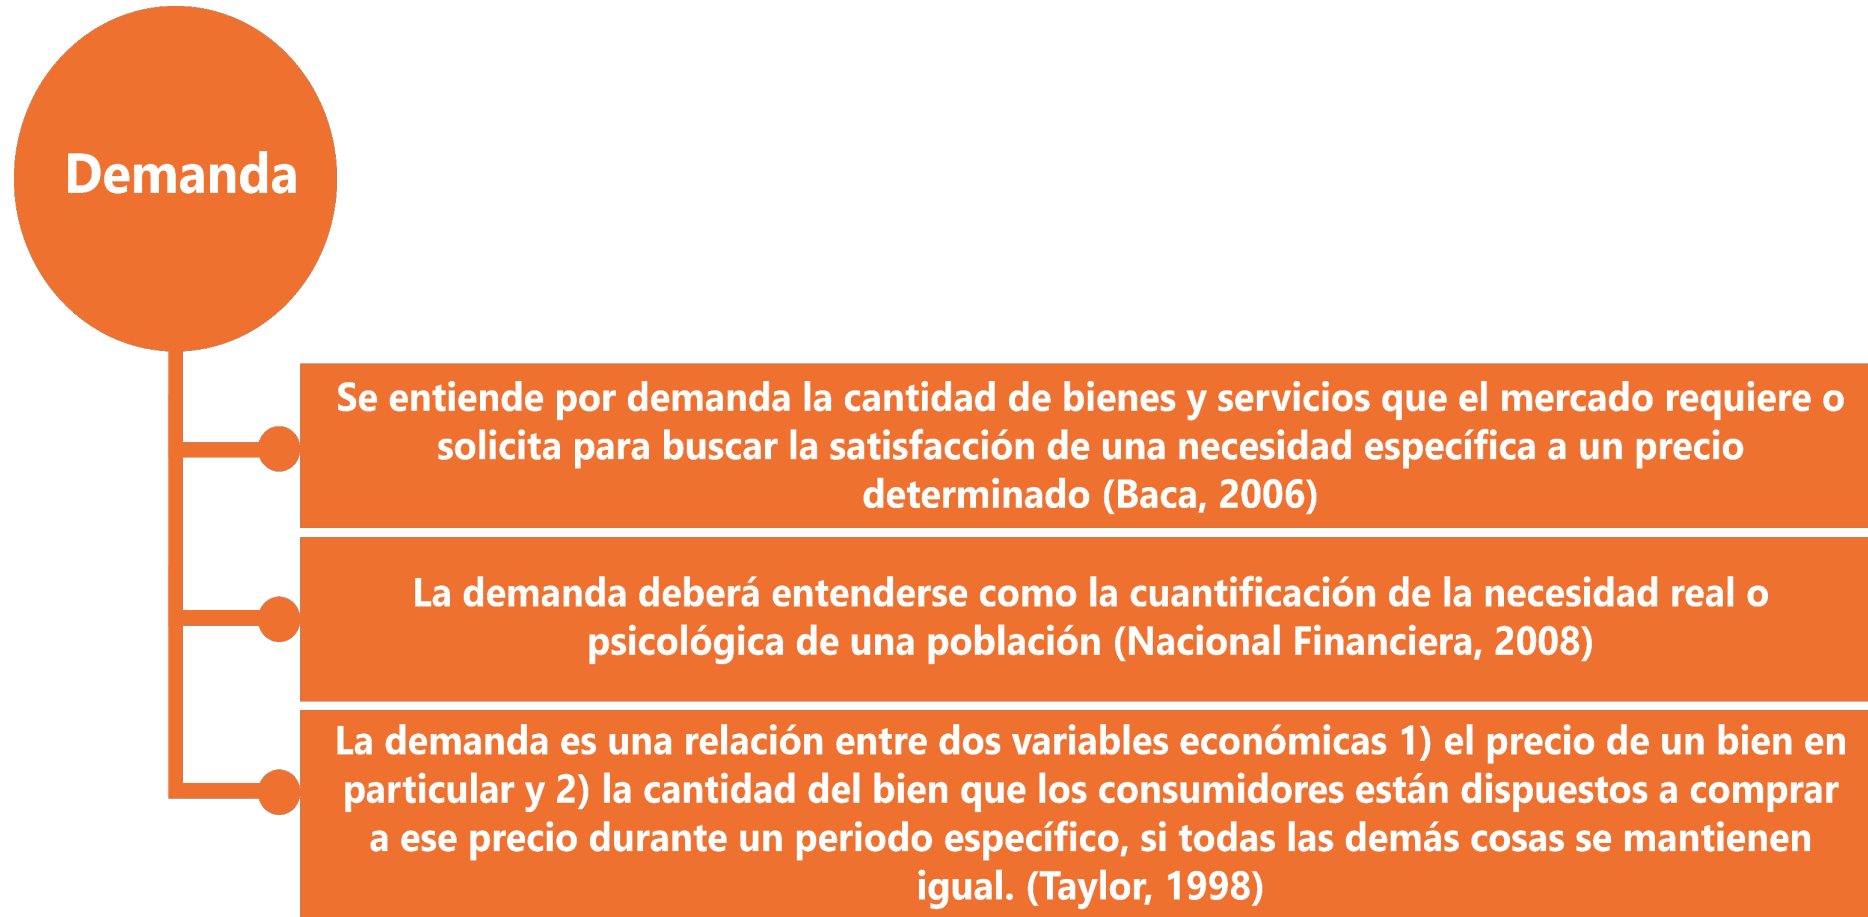 Demanda
Se entiende por demanda la cantidad de bienes y servicios que el mercado requiere o
solicita para buscar la satisfacción de una necesidad específica a un precio
determinado (Baca, 2006)
La demanda deberá entenderse como la cuantificación de la necesidad real o
psicológica de una población (Nacional Financiera, 2008)
La demanda es una relación entre dos variables económicas 1) el precio de un bien en
particular y 2) la cantidad del bien que los consumidores están dispuestos a comprar
a ese precio durante un periodo específico, si todas las demás cosas se mantienen
igual. (Taylor, 1998)